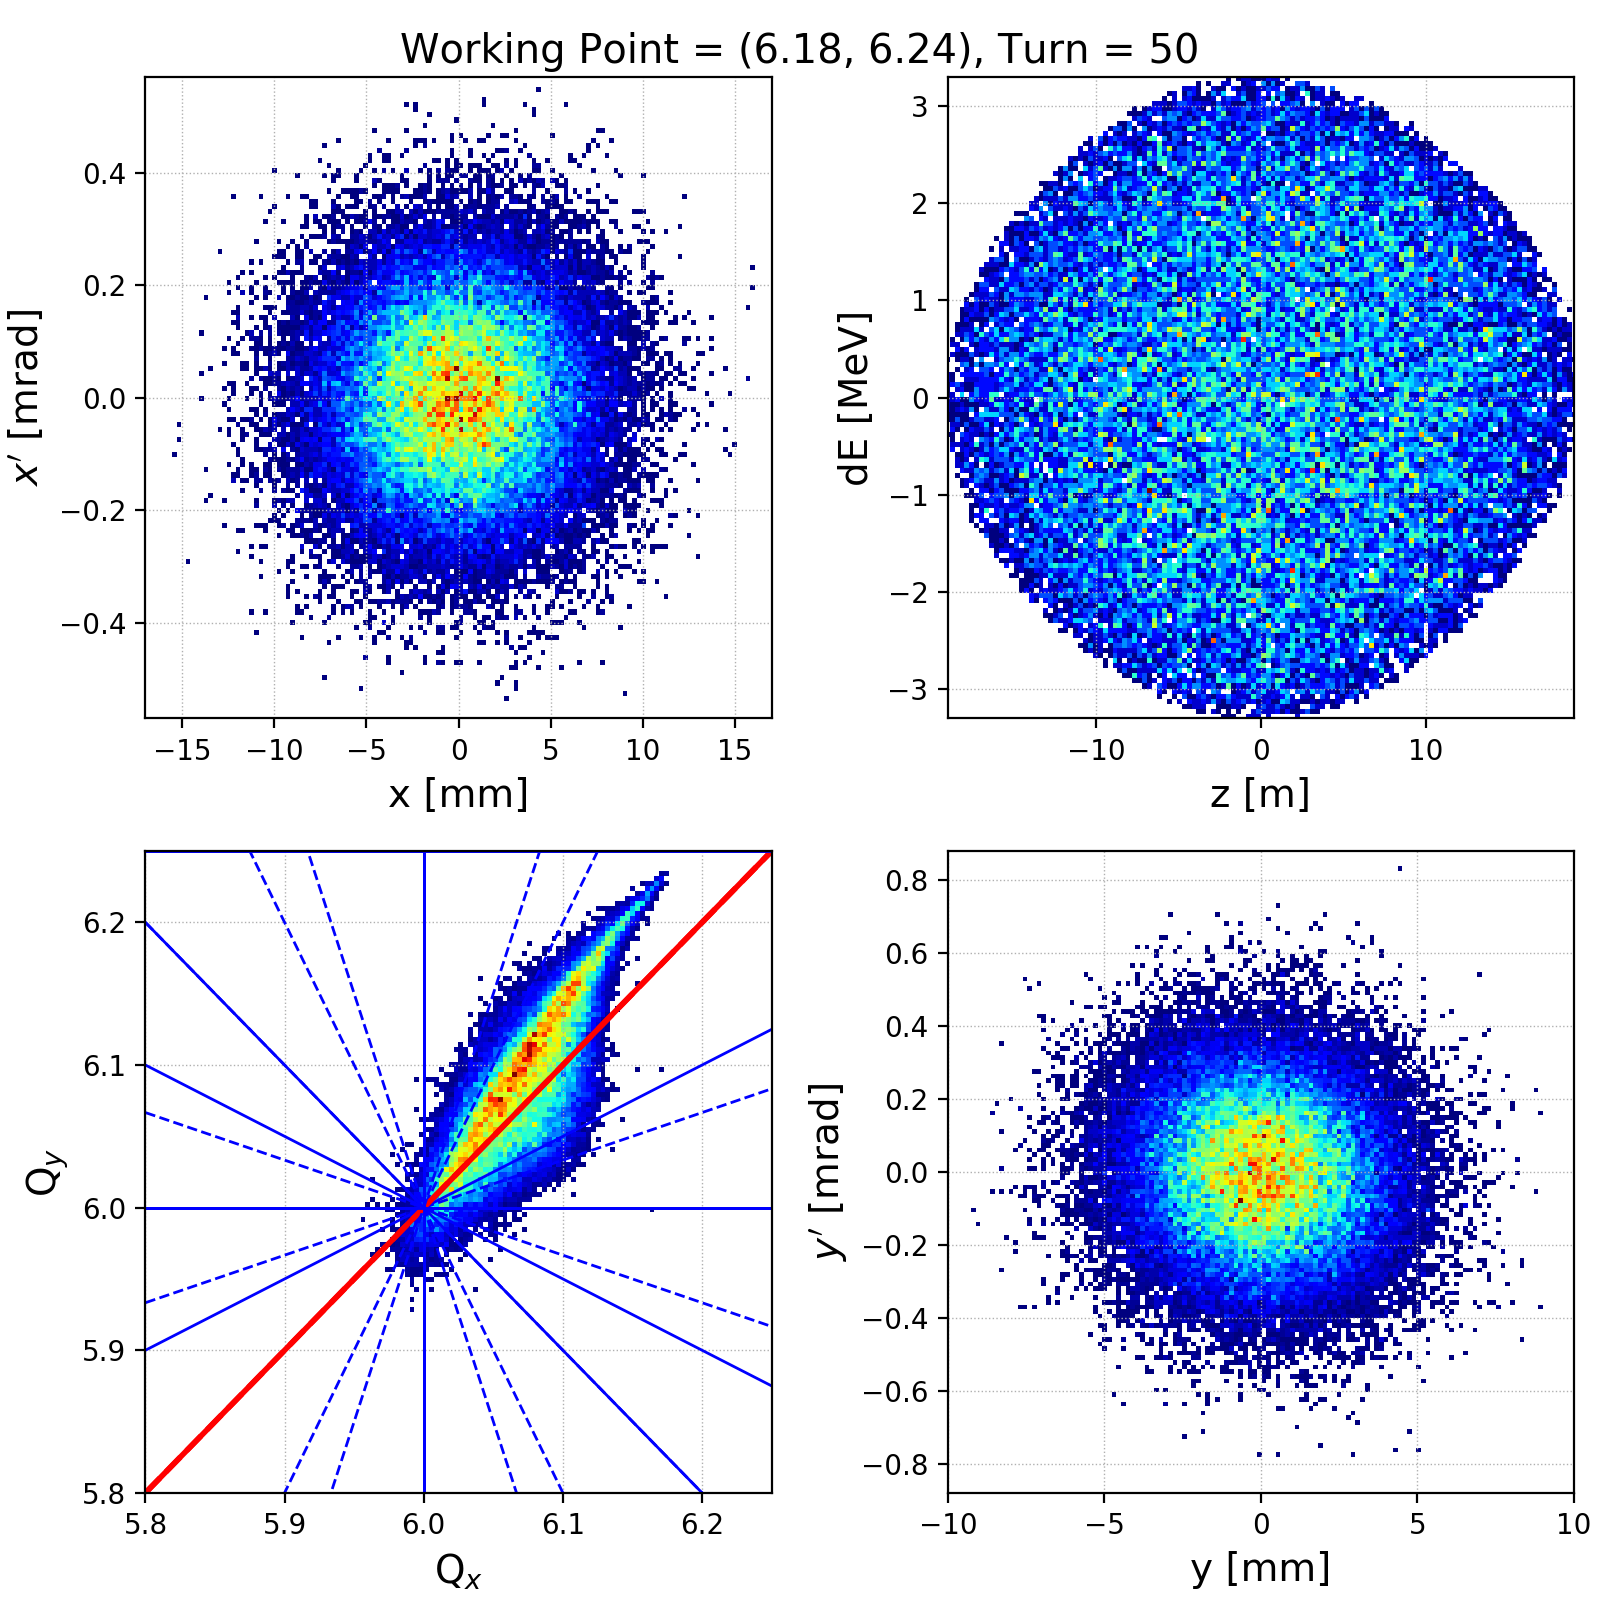 Working Point = (6.18, 6.24), Turn = 50
0.4
0.2
0.0
−0.2
−0.4
x′ [mrad]
−15 −10 −5 0 5 10 15
x [mm]
3
2
1
0
−1
−2
−3
dE [MeV]
−10 0 10
z [m]
6.2
6.1
6.0
5.9
5.8
Qy
5.8 5.9 6.0 6.1 6.2
Qx
0.8
0.6
0.4
0.2
0.0
−0.2
−0.4
−0.6
−0.8
y′ [mrad]
−10 −5 0 5 10
y [mm]